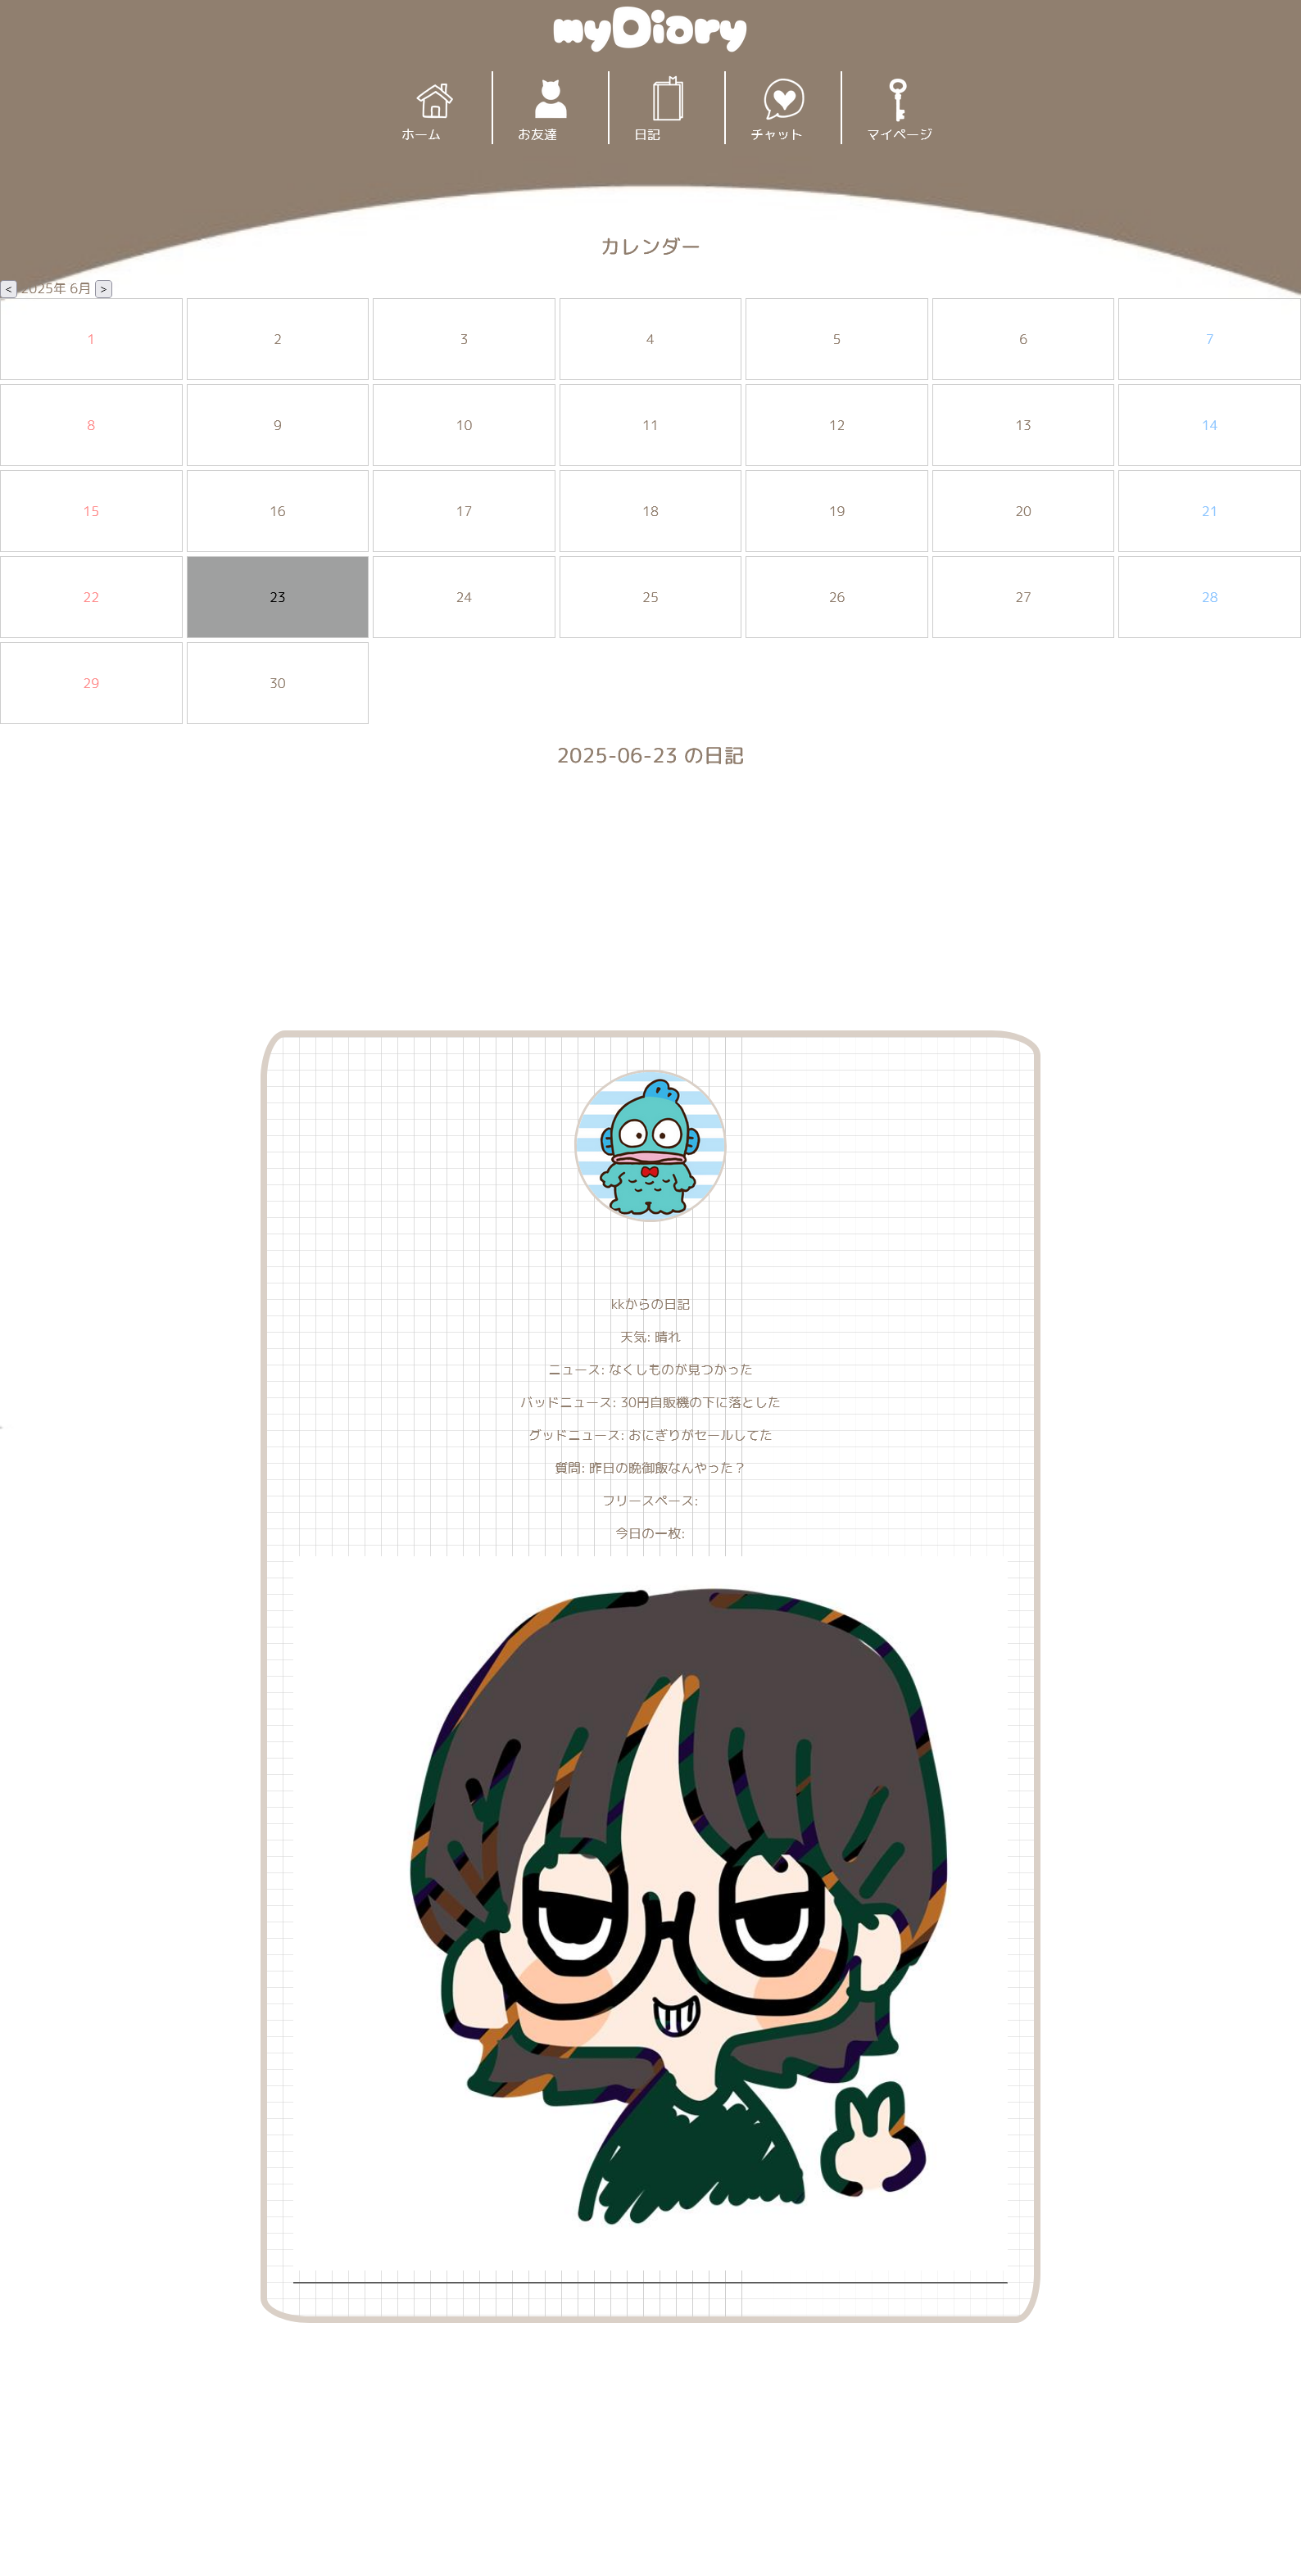 myDiary
ホーム
お友達
日記
チャット
マイページ
カレンダー
< 2025年 6月 >
1 2 3 4 5 6 7
8 9 10 11 12 13 14
15 16 17 18 19 20 21
22 23 24 25 26 27 28
29 30
2025-06-23 の日記
kkからの日記
天気: 晴れ
ニュース: なくしものが見つかった
バッドニュース: 30円自販機の下に落とした
グッドニュース: おにぎりがセールしてた
質問: 昨日の晩御飯なんやった？
フリースペース:
今日の一枚: